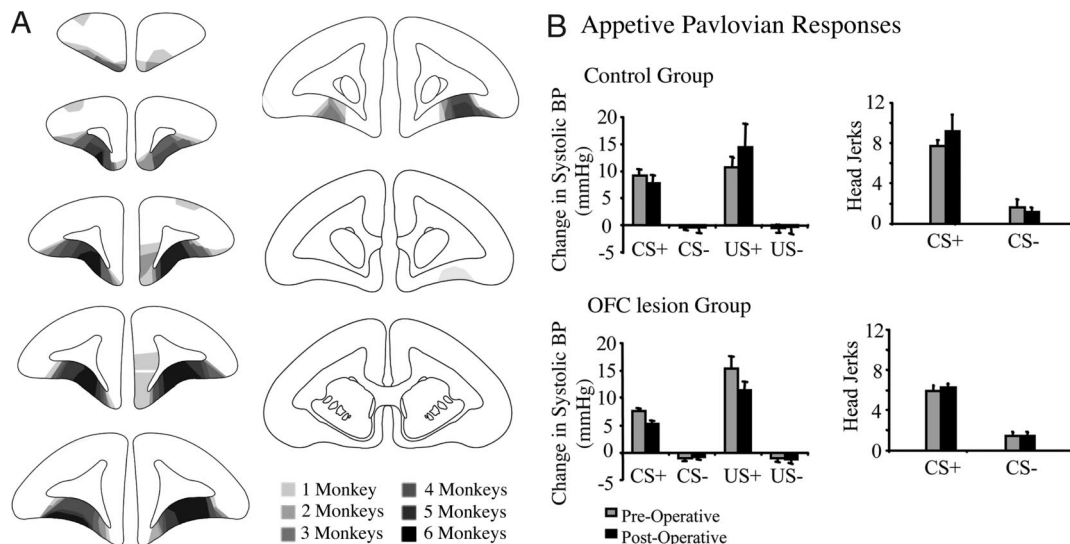 A
1 Monkey
2 Monkeys
3 Monkeys
4 Monkeys
5 Monkeys
6 Monkeys
B Appetive Pavlovian Responses
Control Group
Change in Systolic BP
(mmHg)
20
15
10
5
0
-5
CS+ CS- US+ US-
Head Jerks
12
8
4
0
CS+ CS-
OFC lesion Group
Change in Systolic BP
(mmHg)
20
15
10
5
0
-5
CS+ CS- US+ US-
Head Jerks
12
8
4
0
CS+ CS-
Pre-Operative
Post-Operative